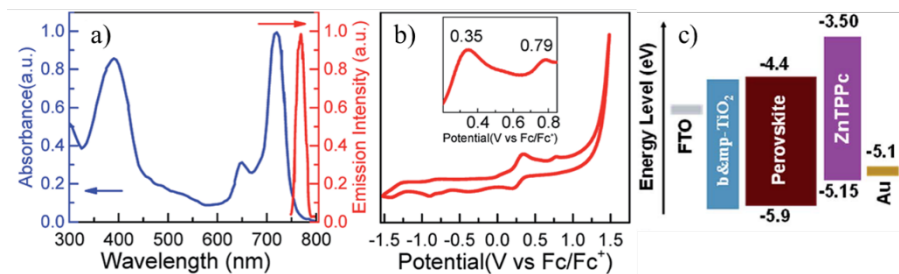 a)
Absorbance(a.u.)
1.0
0.8
0.6
0.4
0.2
0.0
300 400 500 600 700 800
Wavelength (nm)
1.0
0.8
0.6
0.4
0.2
0.0
Emission Intensity (a.u.)
b)
0.35
0.79
0.4 0.6 0.8
Potential(V vs Fc/Fc+)
-1.5 -1.0 -0.5 0.0 0.5 1.0 1.5
Potential(V vs Fc/Fc+)
c)
Energy Level (eV)
FTO
b&mp-TiO2
-4.4
Perovskite
-5.9
-3.50
ZnTPPc
-5.15
-5.1
Au